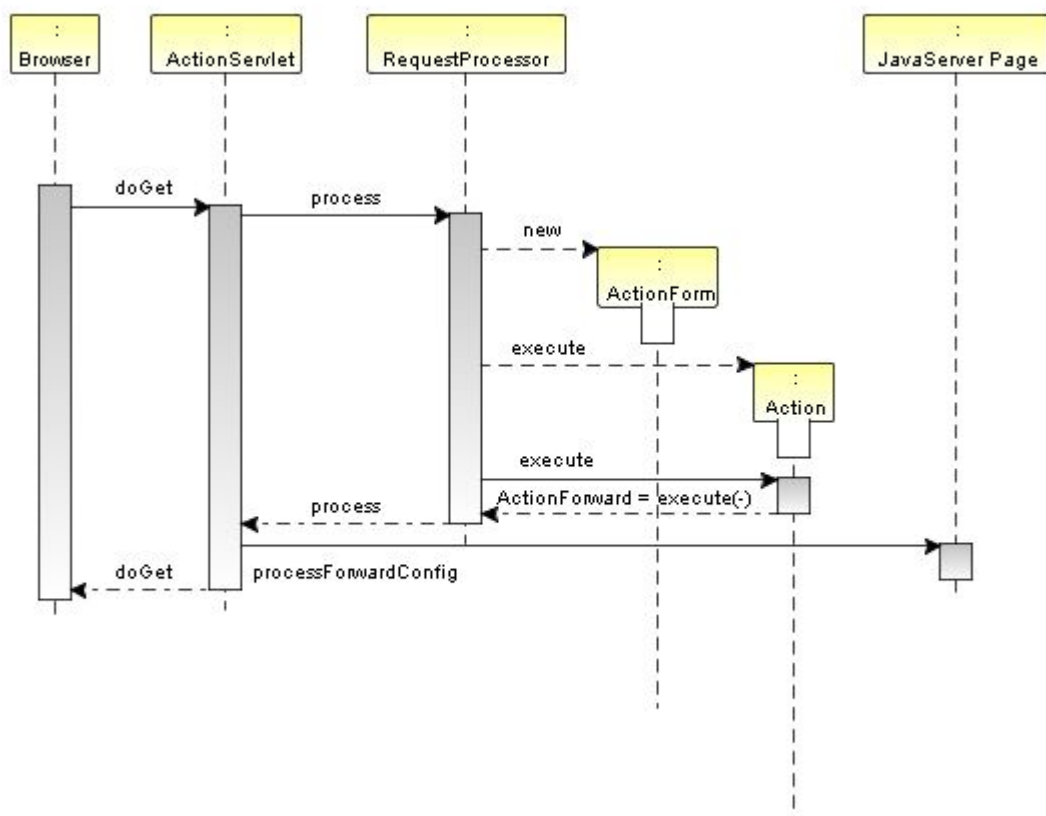 :
Browser
:
ActionServlet
:
RequestProcessor
:
JavaServer Page
doGet
process
new
:
ActionForm
execute
:
Action
execute
ActionForward = execute(-)
process
doGet
processForwardConfig